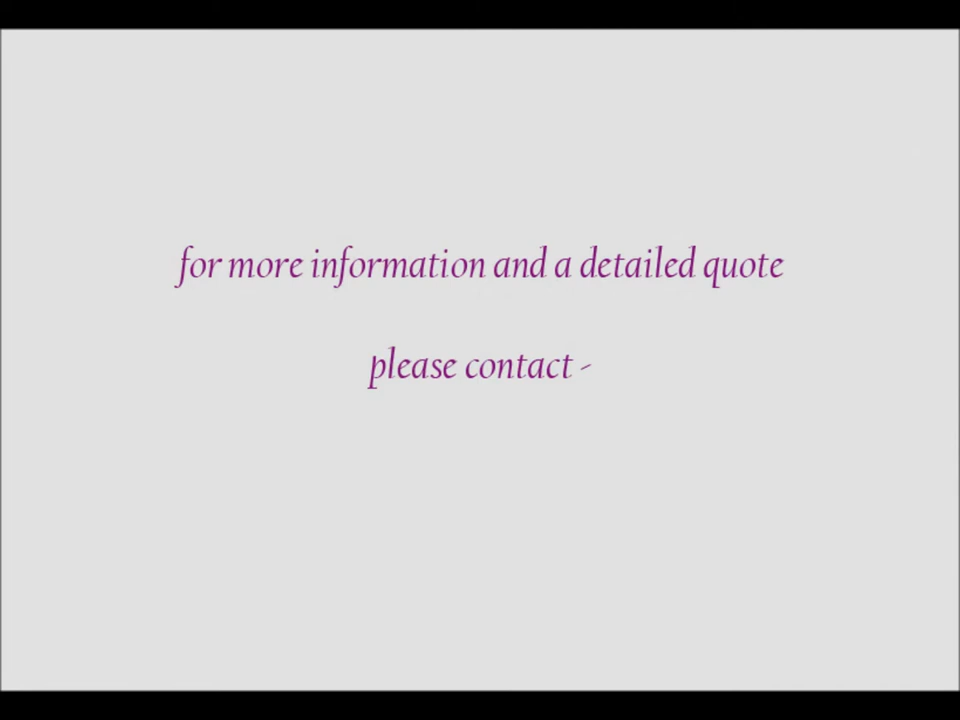 for more information and a detailed quote
please contact -